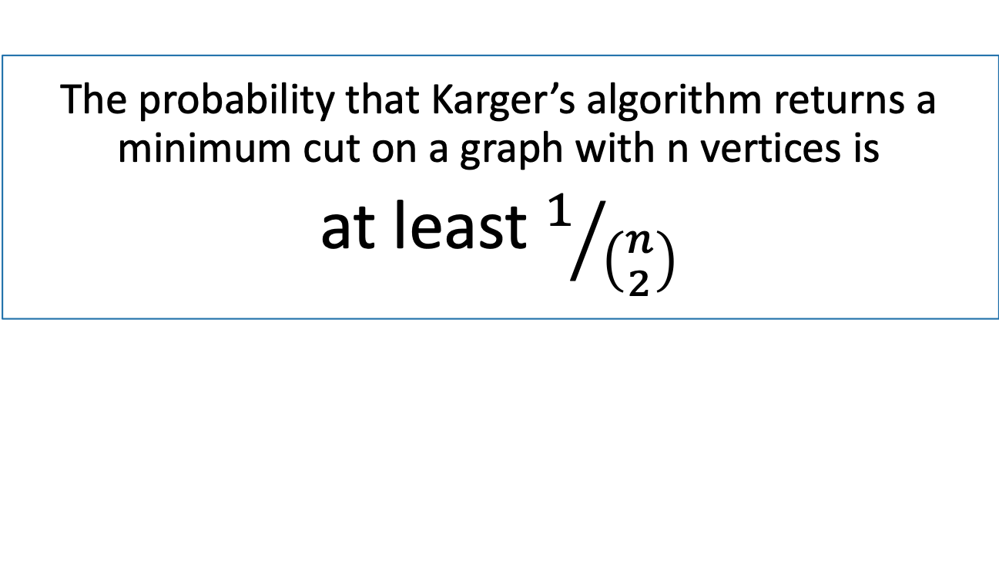 The probability that Karger’s algorithm returns a
minimum cut on a graph with n vertices is
at least 1/(n 2)